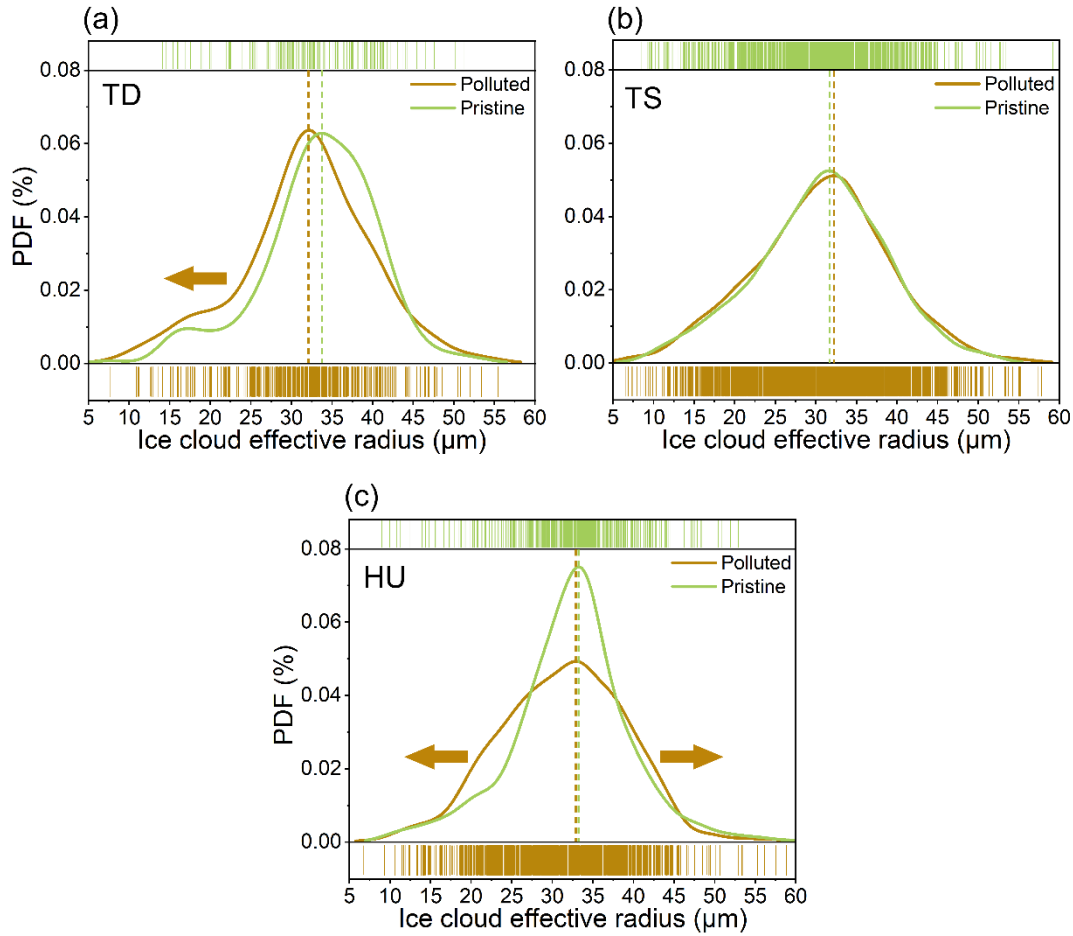 (a)
TD
Polluted
Pristine
PDF (%)
0.08
0.06
0.04
0.02
0.00
5 10 15 20 25 30 35 40 45 50 55 60
Ice cloud effective radius (μm)
(b)
TS
Polluted
Pristine
0.08
0.06
0.04
0.02
0.00
5 10 15 20 25 30 35 40 45 50 55 60
Ice cloud effective radius (μm)
(c)
HU
Polluted
Pristine
PDF (%)
0.08
0.06
0.04
0.02
0.00
5 10 15 20 25 30 35 40 45 50 55 60
Ice cloud effective radius (μm)